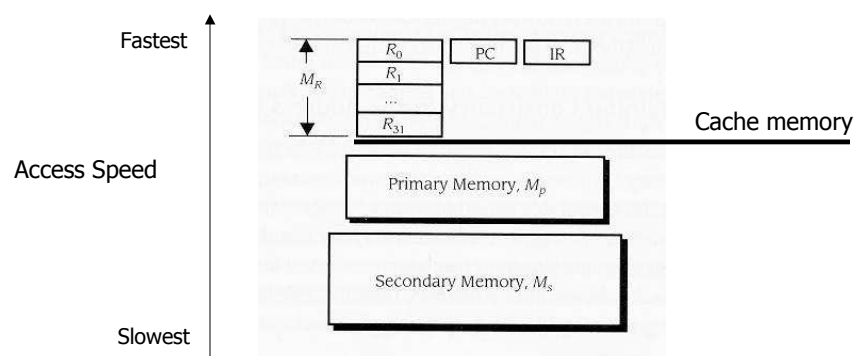 Fastest
R0 PC IR
R1
MR
...
R31
Cache memory
Access Speed
Primary Memory, Mp
Secondary Memory, Ms
Slowest